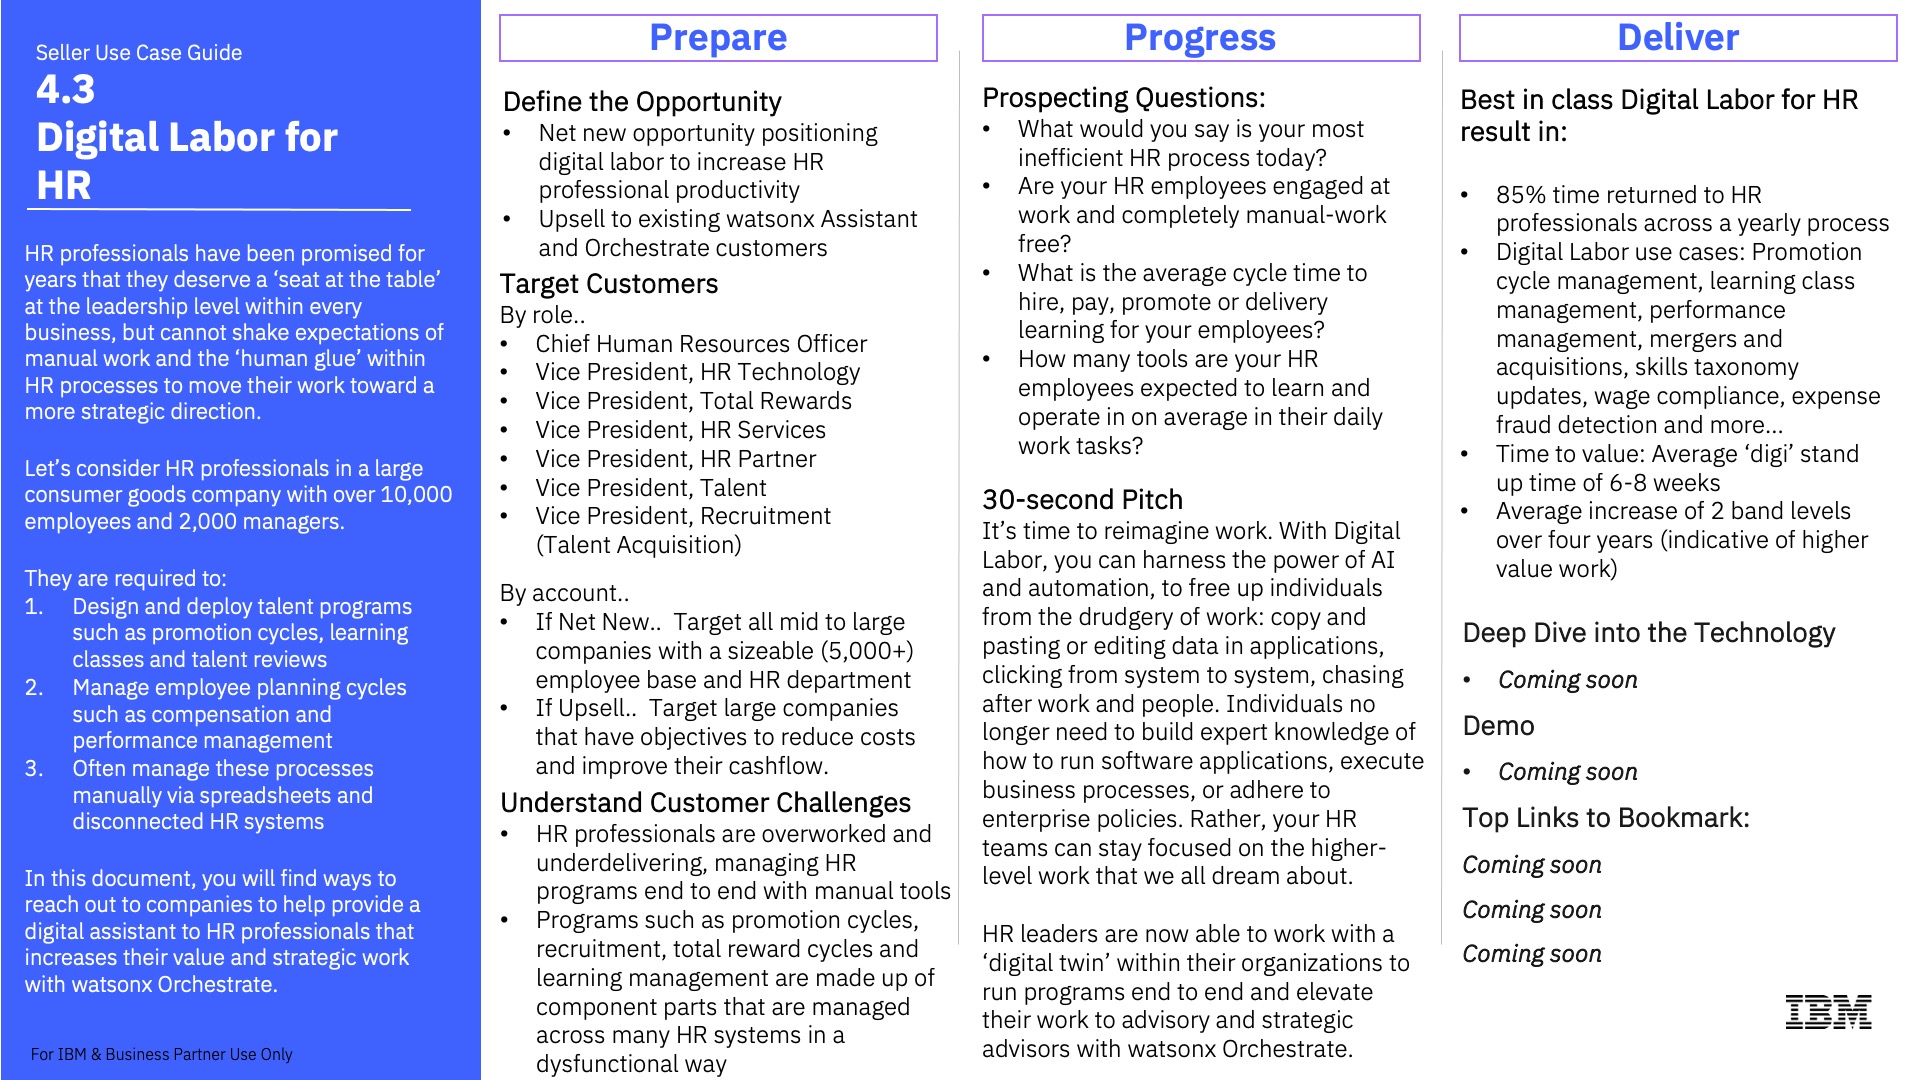 Seller Use Case Guide
4.3
Digital Labor for
HR
HR professionals have been promised for
years that they deserve a ‘seat at the table’
at the leadership level within every
business, but cannot shake expectations of
manual work and the ‘human glue’ within
HR processes to move their work toward a
more strategic direction.
Let’s consider HR professionals in a large
consumer goods company with over 10,000
employees and 2,000 managers.
They are required to:
1. Design and deploy talent programs
such as promotion cycles, learning
classes and talent reviews
2. Manage employee planning cycles
such as compensation and
performance management
3. Often manage these processes
manually via spreadsheets and
disconnected HR systems
In this document, you will find ways to
reach out to companies to help provide a
digital assistant to HR professionals that
increases their value and strategic work
with watsonx Orchestrate.
For IBM & Business Partner Use Only
Prepare
Define the Opportunity
• Net new opportunity positioning
digital labor to increase HR
professional productivity
• Upsell to existing watsonx Assistant
and Orchestrate customers
Target Customers
By role..
• Chief Human Resources Officer
• Vice President, HR Technology
• Vice President, Total Rewards
• Vice President, HR Services
• Vice President, HR Partner
• Vice President, Talent
• Vice President, Recruitment
(Talent Acquisition)
By account..
• If Net New.. Target all mid to large
companies with a sizeable (5,000+)
employee base and HR department
• If Upsell.. Target large companies
that have objectives to reduce costs
and improve their cashflow.
Understand Customer Challenges
• HR professionals are overworked and
underdelivering, managing HR
programs end to end with manual tools
• Programs such as promotion cycles,
recruitment, total reward cycles and
learning management are made up of
component parts that are managed
across many HR systems in a
dysfunctional way
Progress
Prospecting Questions:
• What would you say is your most
inefficient HR process today?
• Are your HR employees engaged at
work and completely manual-work
free?
• What is the average cycle time to
hire, pay, promote or delivery
learning for your employees?
• How many tools are your HR
employees expected to learn and
operate in on average in their daily
work tasks?
30-second Pitch
It’s time to reimagine work. With Digital
Labor, you can harness the power of AI
and automation, to free up individuals
from the drudgery of work: copy and
pasting or editing data in applications,
clicking from system to system, chasing
after work and people. Individuals no
longer need to build expert knowledge of
how to run software applications, execute
business processes, or adhere to
enterprise policies. Rather, your HR
teams can stay focused on the higher-
level work that we all dream about.
HR leaders are now able to work with a
‘digital twin’ within their organizations to
run programs end to end and elevate
their work to advisory and strategic
advisors with watsonx Orchestrate.
Deliver
Best in class Digital Labor for HR
result in:
• 85% time returned to HR
professionals across a yearly process
• Digital Labor use cases: Promotion
cycle management, learning class
management, performance
management, mergers and
acquisitions, skills taxonomy
updates, wage compliance, expense
fraud detection and more…
• Time to value: Average ‘digi’ stand
up time of 6-8 weeks
• Average increase of 2 band levels
over four years (indicative of higher
value work)
Deep Dive into the Technology
• Coming soon
Demo
• Coming soon
Top Links to Bookmark:
Coming soon
Coming soon
Coming soon
IBM